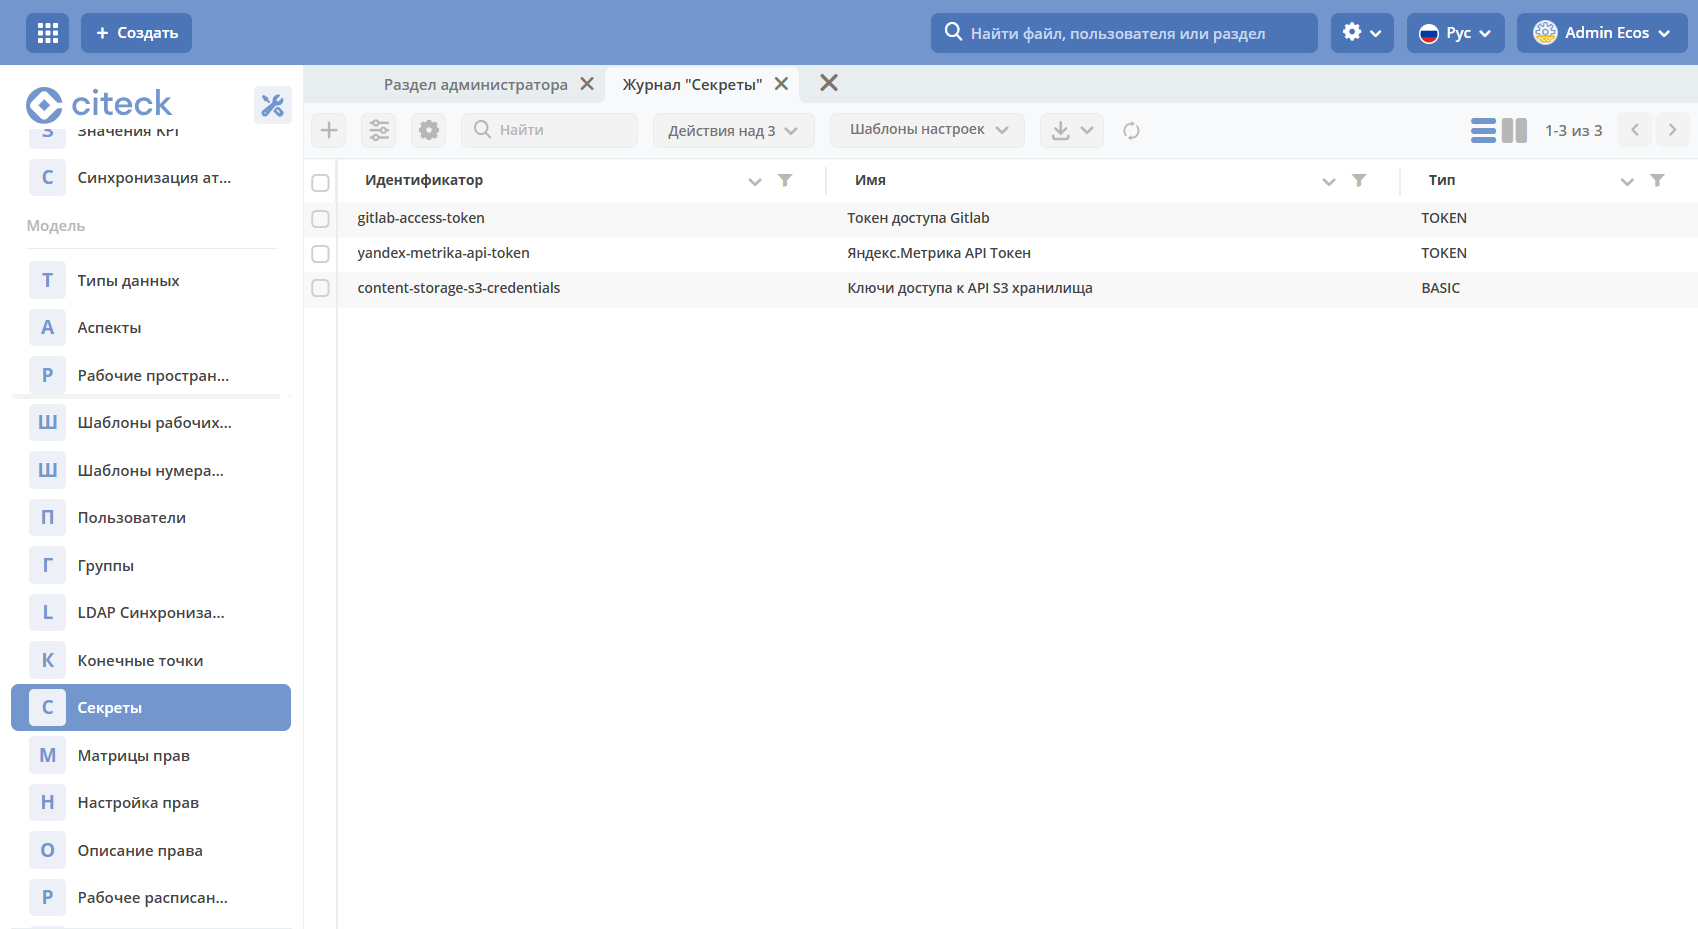 + Создать
Найти файл, пользователя или раздел
Рус
Admin Ecos
citeck
Раздел администратора
Журнал "Секреты"
Найти
Действия над 3
Шаблоны настроек
1-3 из 3
З Значения KPI
С Синхронизация ат...
Модель
Т Типы данных
А Аспекты
Р Рабочие простран...
Ш Шаблоны рабочих...
Ш Шаблоны нумера...
П Пользователи
Г Группы
L LDAP Синхрониза...
К Конечные точки
С Секреты
М Матрицы прав
Н Настройка прав
О Описание права
Р Рабочее расписан...
Идентификатор Имя Тип
gitlab-access-token Токен доступа Gitlab TOKEN
yandex-metrika-api-token Яндекс.Метрика API Токен TOKEN
content-storage-s3-credentials Ключи доступа к API S3 хранилища BASIC